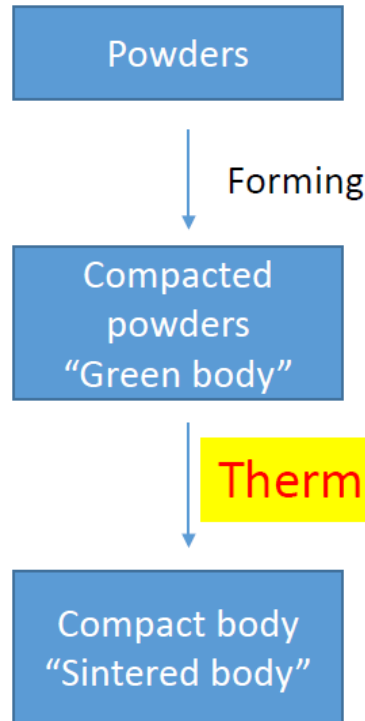 Powders
Forming
Compacted
powders
“Green body”
Therm
Compact body
“Sintered body”